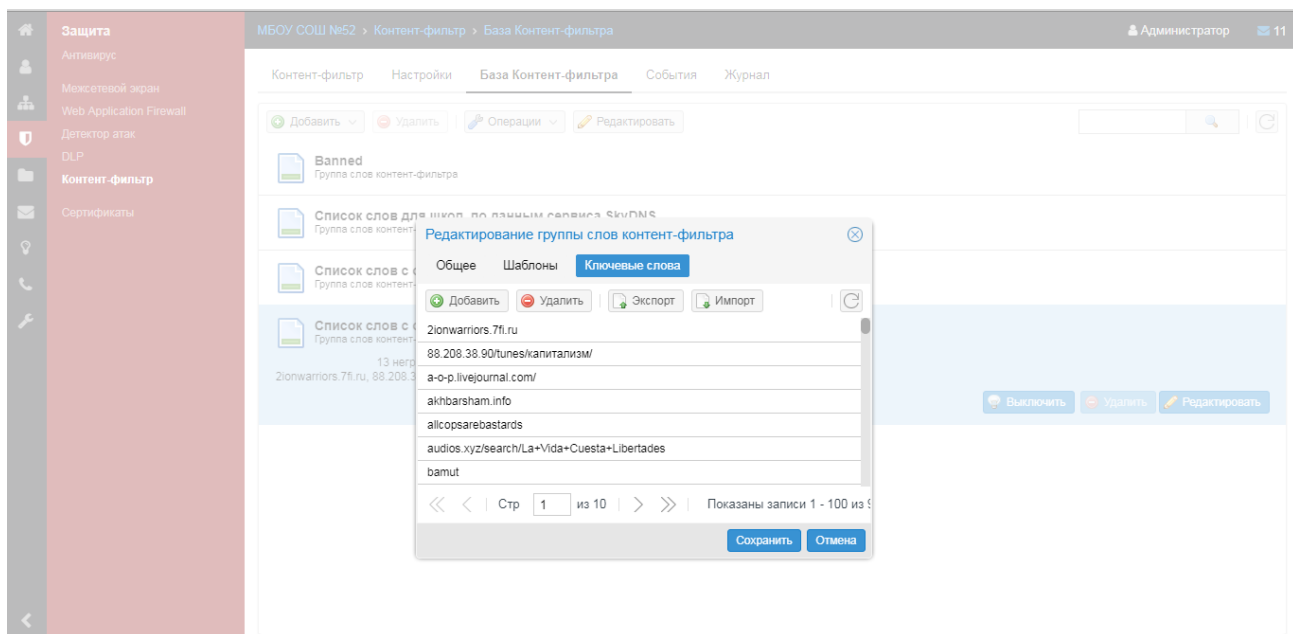 Защита
МБОУ СОШ №52 › Контент-фильтр › База Контент-фильтра
Администратор
11
Антивирус
Межсетевой экран
Web Application Firewall
Детектор атак
DLP
Контент-фильтр
Сертификаты
Контент-фильтр Настройки База Контент-фильтра События Журнал
Добавить Удалить Операции Редактировать
Banned
Группа слов контент-фильтра
Список слов для школ, по данным сервиса SkyDNS
Группа слов контент-
Список слов с
Группа слов контент-
Список слов с
Группа слов контент-
13 негр
2ionwarriors.7fi.ru, 88.208.3
Выключить Удалить Редактировать
Редактирование группы слов контент-фильтра
Общее Шаблоны Ключевые слова
Добавить Удалить Экспорт Импорт
2ionwarriors.7fi.ru
88.208.38.90/tunes/капитализм/
a-o-p.livejournal.com/
akhbarsham.info
allcopsarebastards
audios.xyz/search/La+Vida+Cuesta+Libertades
bamut
Стр 1 из 10 Показаны записи 1 - 100 из
Сохранить Отмена